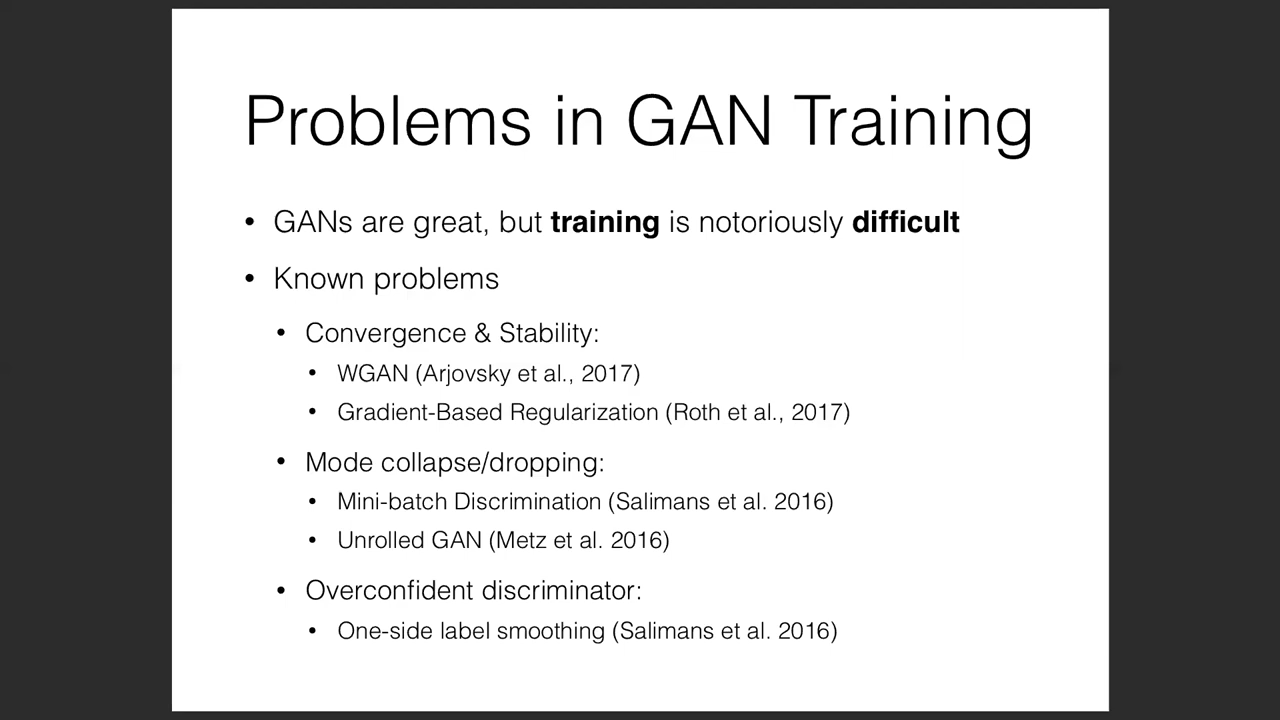 Problems in GAN Training
• GANs are great, but training is notoriously difficult
• Known problems
• Convergence & Stability:
• WGAN (Arjovsky et al., 2017)
• Gradient-Based Regularization (Roth et al., 2017)
• Mode collapse/dropping:
• Mini-batch Discrimination (Salimans et al. 2016)
• Unrolled GAN (Metz et al. 2016)
• Overconfident discriminator:
• One-side label smoothing (Salimans et al. 2016)